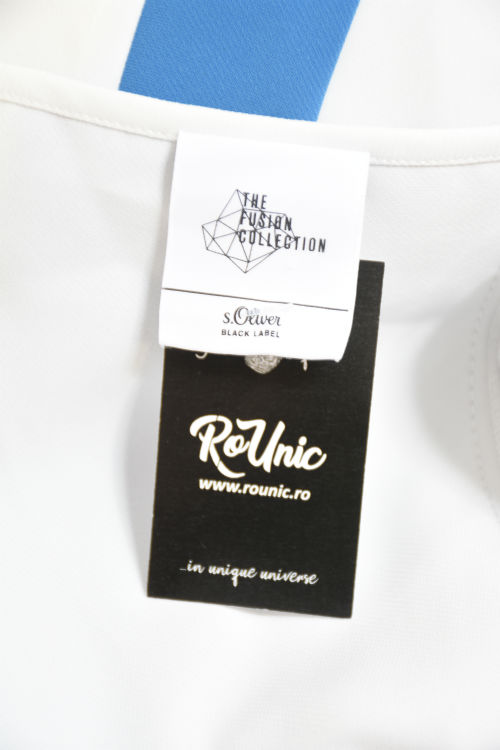 THE
FUSION
COLLECTION
s.Oliver
BLACK LABEL
RoUnic
www.rounic.ro
...in unique universe